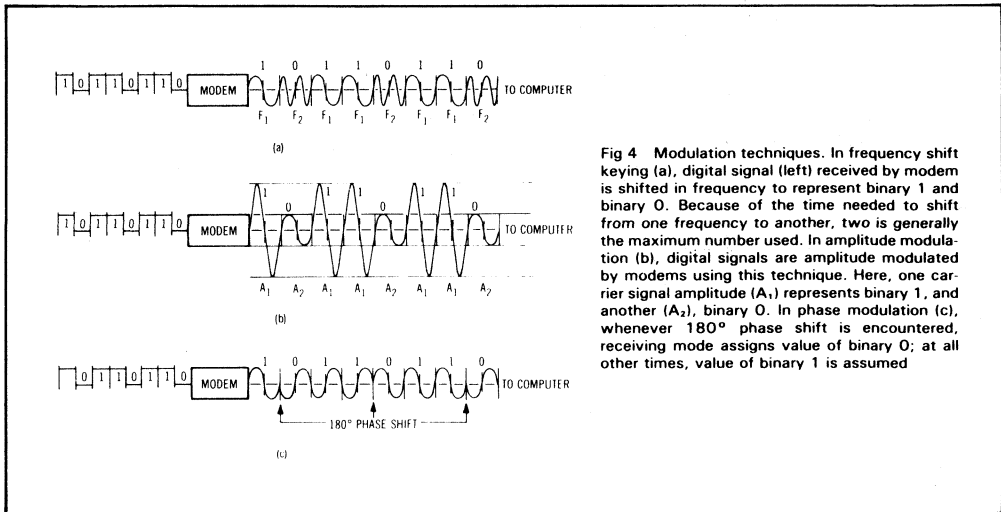 1 0 1 1 0 1 1 0
1 0 1 1 0 1 1 0
MODEM
TO COMPUTER
F₁ F₂ F₁ F₁ F₂ F₁ F₁ F₂
(a)
1 0 1 1 0 1 1 0
1 0 1 1 0 1 1 0
MODEM
TO COMPUTER
A₁ A₂ A₁ A₁ A₂ A₁ A₁ A₂
(b)
1 0 1 1 0 1 1 0
0 1 1 0 1 1 0
MODEM
TO COMPUTER
180° PHASE SHIFT
(c)
Fig 4 Modulation techniques. In frequency shift
keying (a), digital signal (left) received by modem
is shifted in frequency to represent binary 1 and
binary 0. Because of the time needed to shift
from one frequency to another, two is generally
the maximum number used. In amplitude modula-
tion (b), digital signals are amplitude modulated
by modems using this technique. Here, one car-
rier signal amplitude (A₁) represents binary 1, and
another (A₂), binary 0. In phase modulation (c),
whenever 180° phase shift is encountered,
receiving mode assigns value of binary 0; at all
other times, value of binary 1 is assumed